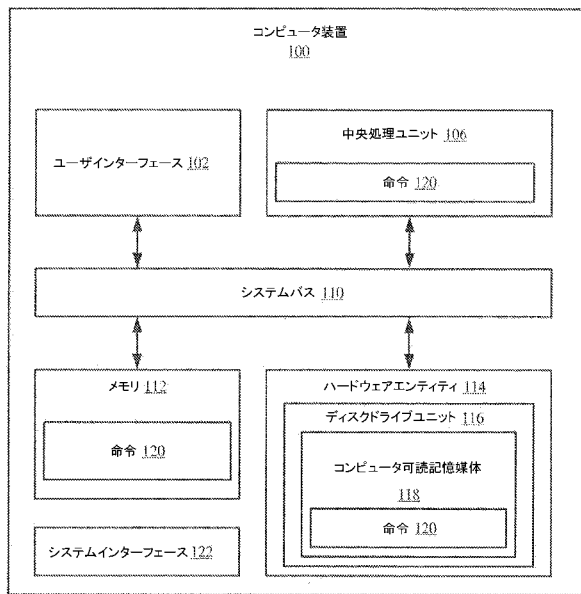 コンピュータ装置
100
ユーザインターフェース 102
中央処理ユニット 106
命令 120
システムバス 110
メモリ 112
命令 120
ハードウェアエンティティ 114
ディスクドライブユニット 116
コンピュータ可読記憶媒体
118
命令 120
システムインターフェース 122